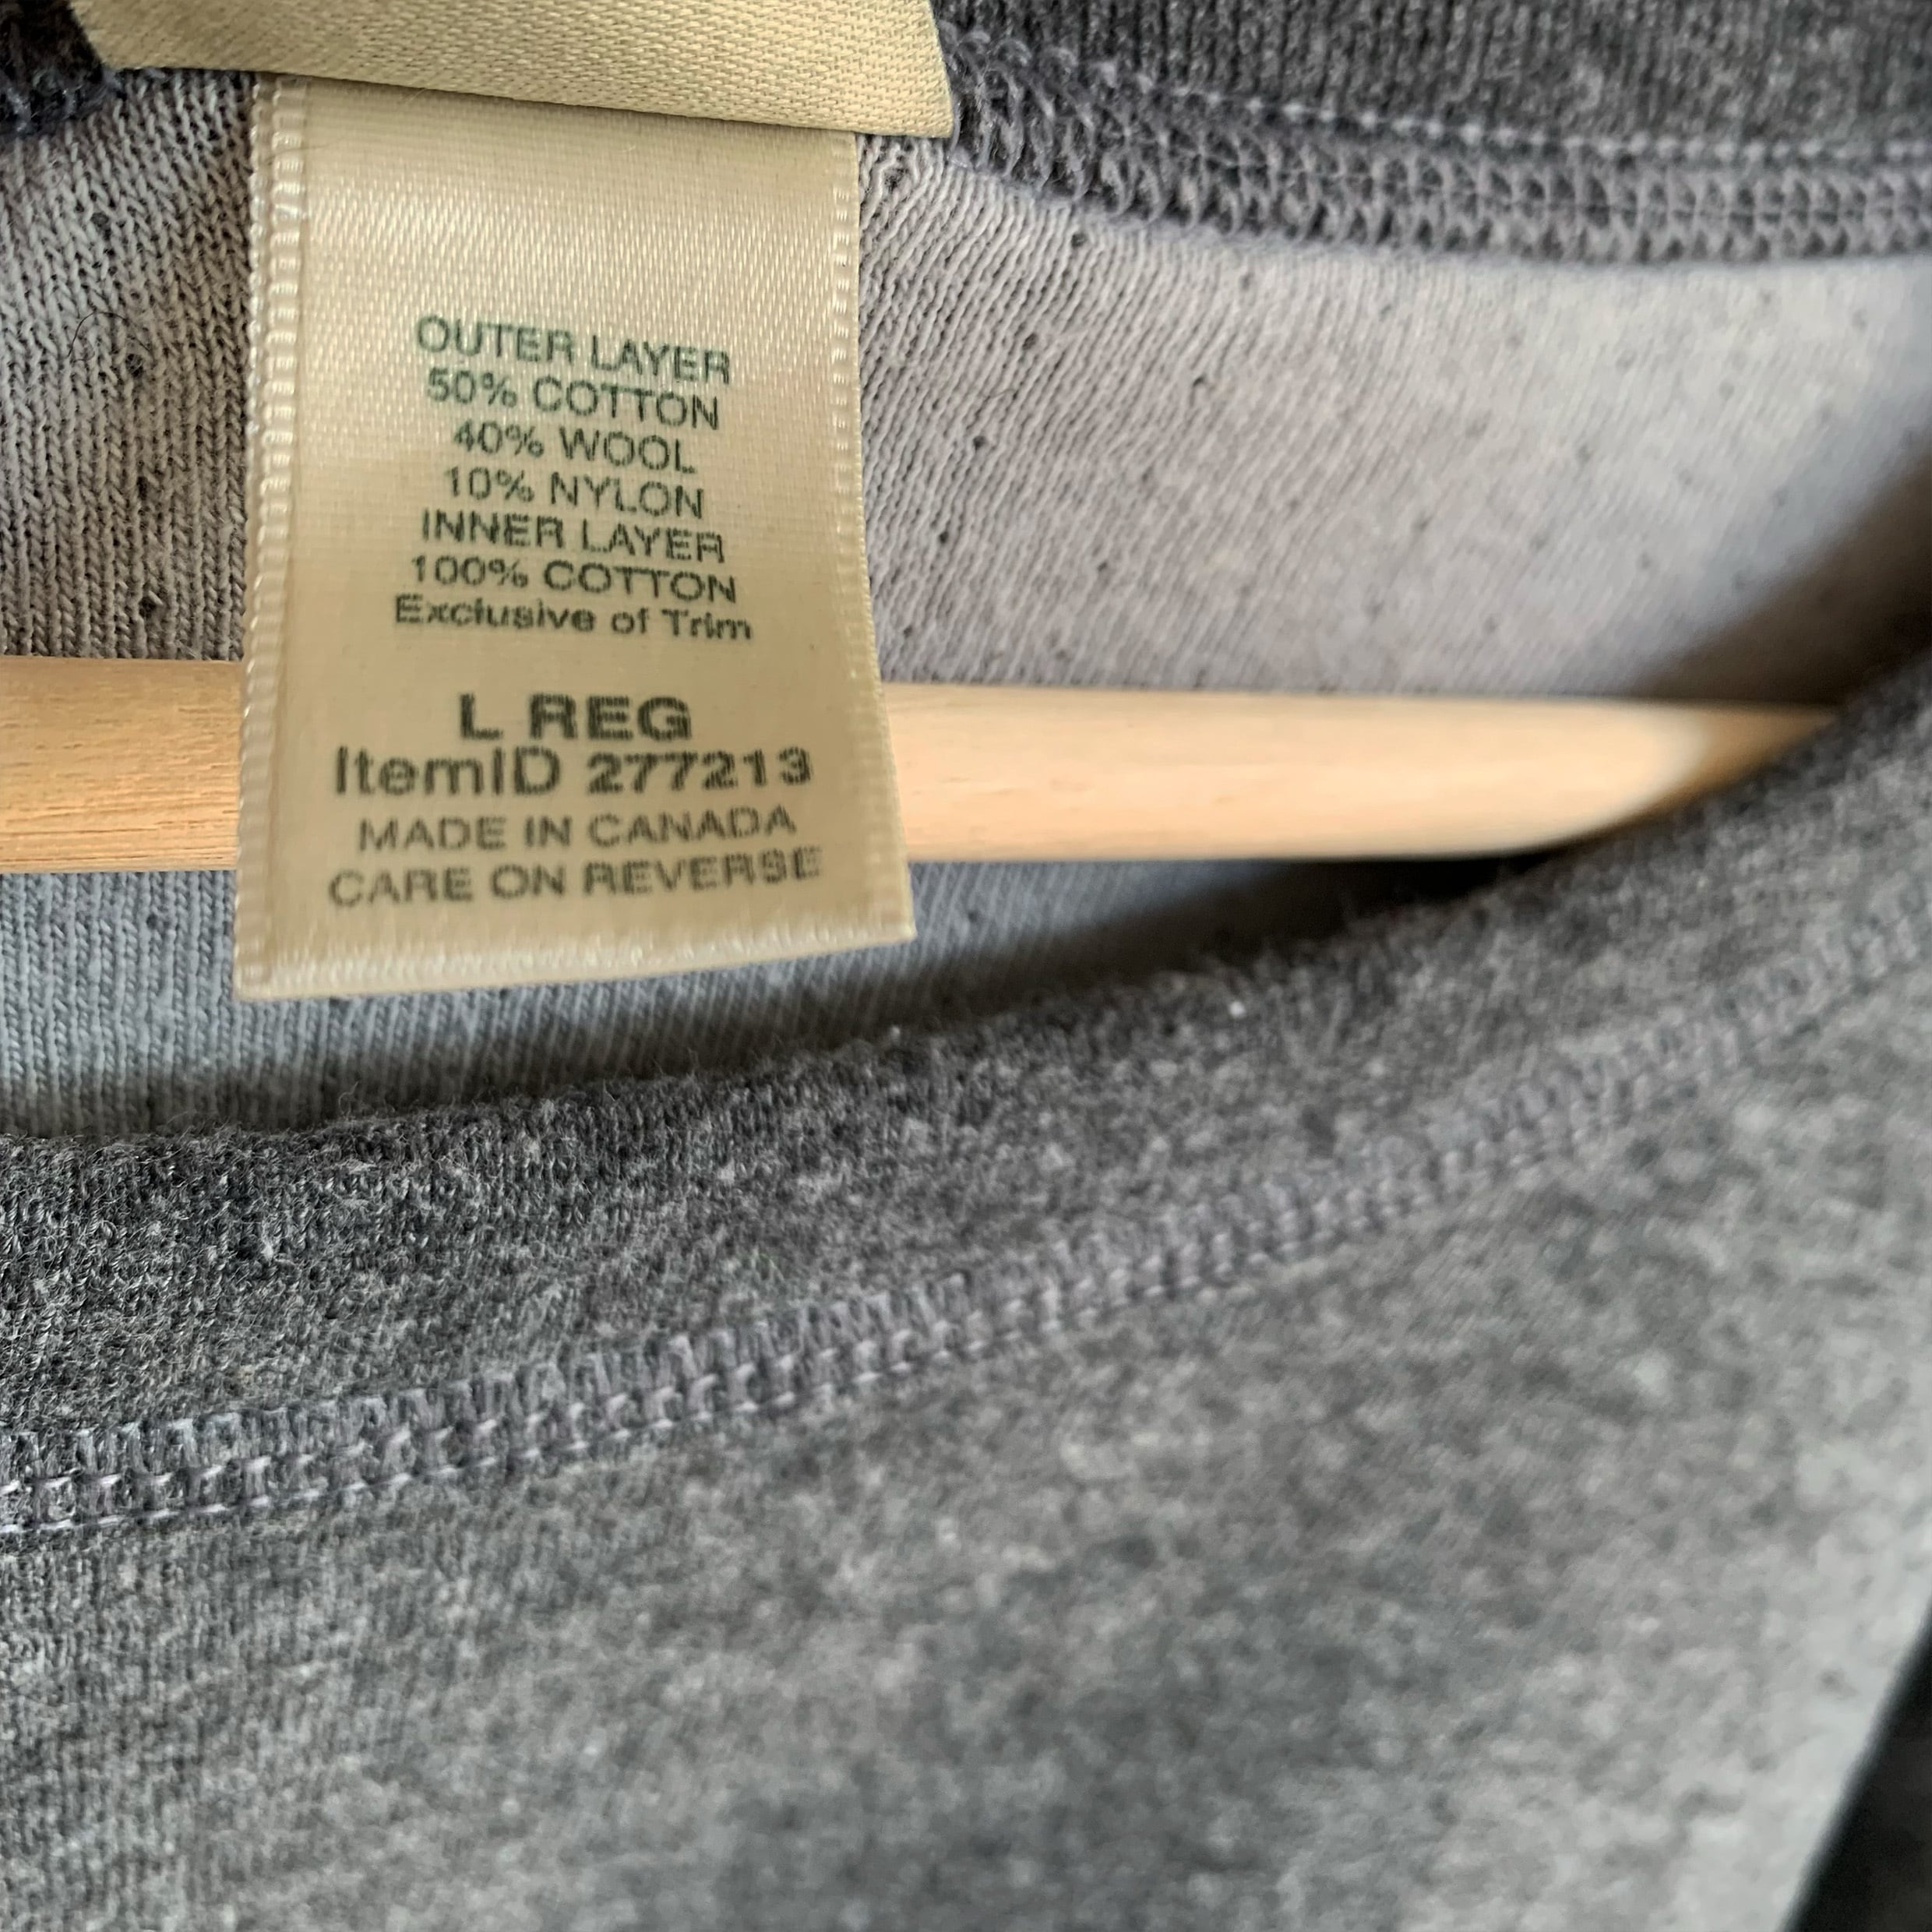 OUTER LAYER
50% COTTON
40% WOOL
10% NYLON
INNER LAYER
100% COTTON
Exclusive of Trim
L REG
ItemID 277213
MADE IN CANADA
CARE ON REVERSE